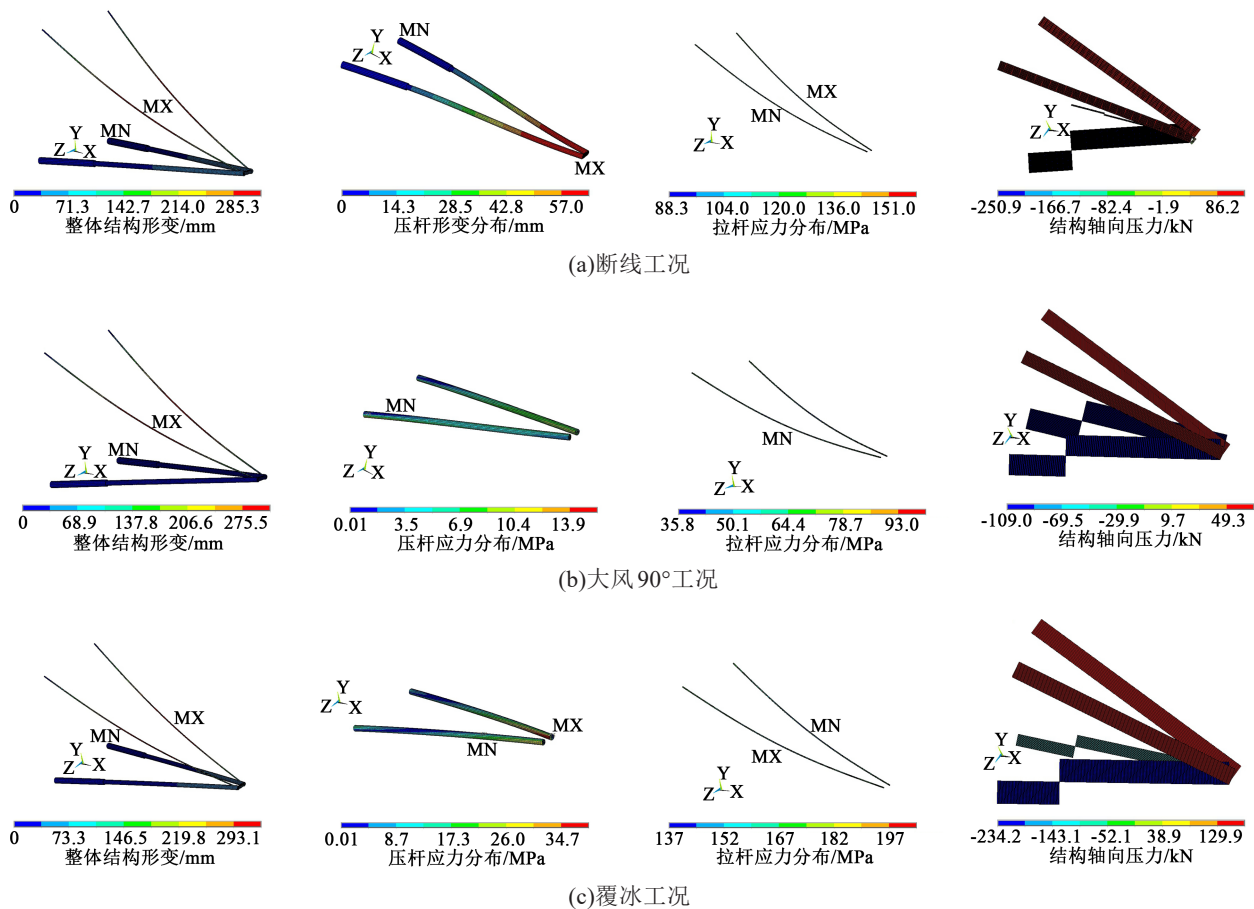 MX
MN
Y
Z X
0 71.3 142.7 214.0 285.3
整体结构形变/mm
MN
Y
Z X
MX
0 14.3 28.5 42.8 57.0
压杆形变分布/mm
MX
MN
Y
Z X
88.3 104.0 120.0 136.0 151.0
拉杆应力分布/MPa
Y
Z X
-250.9 -166.7 -82.4 -1.9 86.2
结构轴向压力/kN
(a)断线工况
MX
MN
Y
Z X
0 68.9 137.8 206.6 275.5
整体结构形变/mm
MN
Y
Z X
0.01 3.5 6.9 10.4 13.9
压杆应力分布/MPa
MN
Y
Z X
35.8 50.1 64.4 78.7 93.0
拉杆应力分布/MPa
Y
Z X
-109.0 -69.5 -29.9 9.7 49.3
结构轴向压力/kN
(b)大风90°工况
MX
MN
Y
Z X
0 73.3 146.5 219.8 293.1
整体结构形变/mm
Y
Z X
MX
MN
0.01 8.7 17.3 26.0 34.7
压杆应力分布/MPa
MN
MX
Y
Z X
137 152 167 182 197
拉杆应力分布/MPa
Y
Z X
-234.2 -143.1 -52.1 38.9 129.9
结构轴向压力/kN
(c)覆冰工况